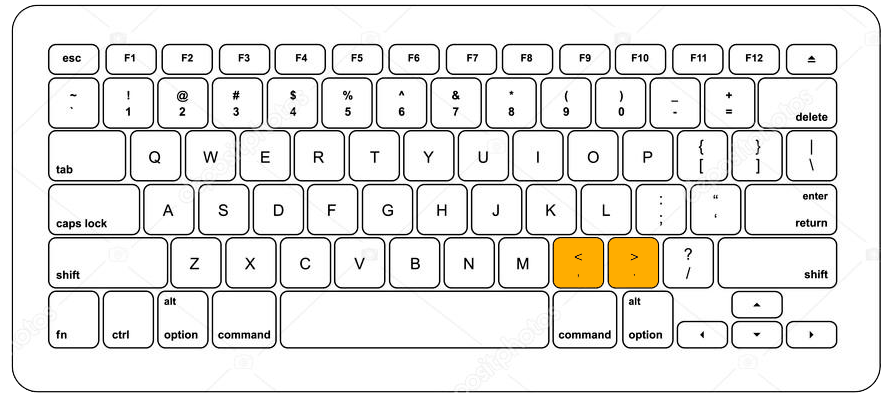 esc F1 F2 F3 F4 F5 F6 F7 F8 F9 F10 F11 F12
~ ! @ # $ % ^ & * ( ) _ +
` 1 2 3 4 5 6 7 8 9 0 - = delete
tab Q W E R T Y U I O P { } |
[ ] \
caps lock A S D F G H J K L : “ enter
; ‘ return
shift Z X C V B N M < > ? shift
, . /
alt alt
fn ctrl option command command option